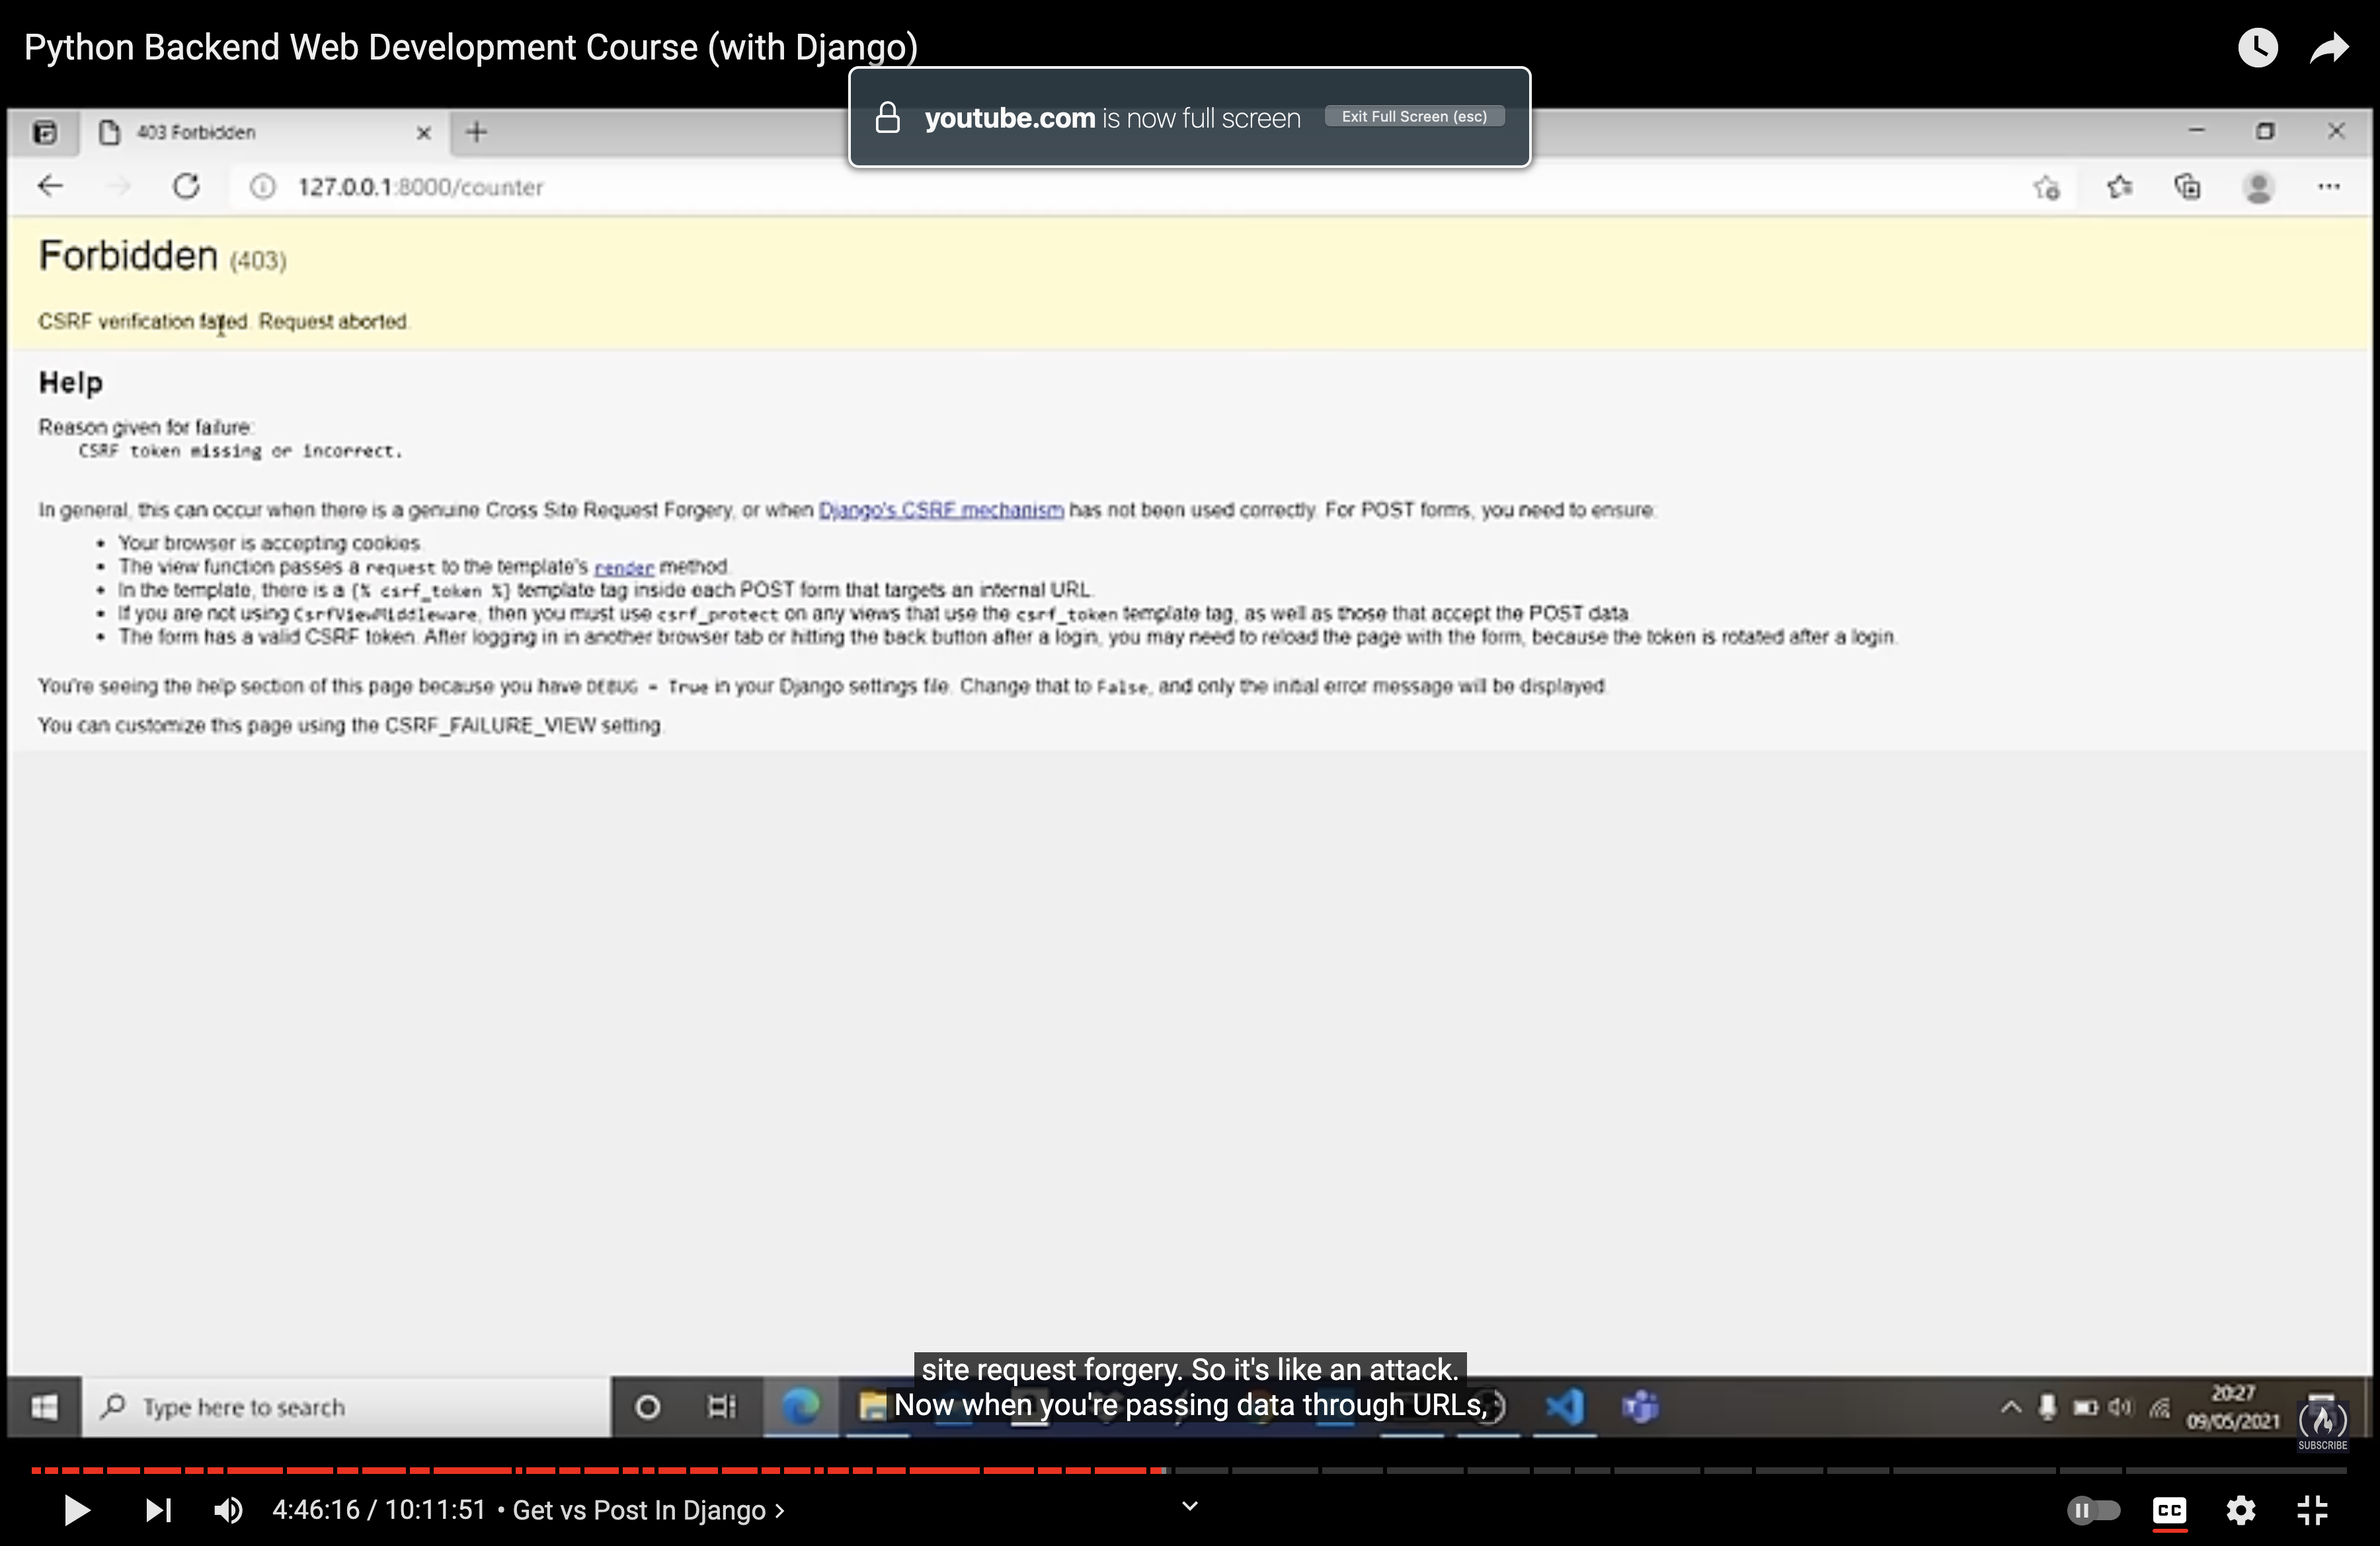 Python Backend Web Development Course (with Django)
youtube.com is now full screen
Exit Full Screen (esc)
403 Forbidden
127.0.0.1:8000/counter
Forbidden (403)
CSRF verification failed. Request aborted.
Help
Reason given for failure:
CSRF token missing or incorrect.
In general, this can occur when there is a genuine Cross Site Request Forgery, or when Django's CSRF mechanism has not been used correctly. For POST forms, you need to ensure:
• Your browser is accepting cookies.
• The view function passes a request to the template's render method.
• In the template, there is a {% csrf_token %} template tag inside each POST form that targets an internal URL.
• If you are not using CsrfViewMiddleware, then you must use csrf_protect on any views that use the csrf_token template tag, as well as those that accept the POST data.
• The form has a valid CSRF token. After logging in in another browser tab or hitting the back button after a login, you may need to reload the page with the form, because the token is rotated after a login.
You're seeing the help section of this page because you have DEBUG = True in your Django settings file. Change that to False, and only the initial error message will be displayed.
You can customize this page using the CSRF_FAILURE_VIEW setting.
site request forgery. So it's like an attack.
Now when you're passing data through URLs,
Type here to search
20:27
09/05/2021
SUBSCRIBE
4:46:16 / 10:11:51 • Get vs Post In Django >
CC